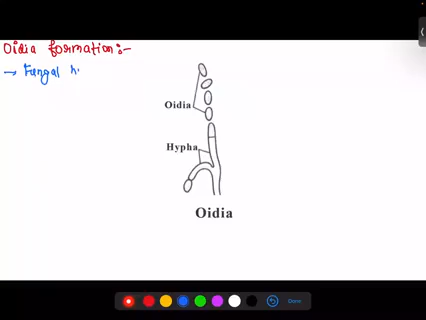 Oidia formation:-
→ Fungal h
Oidia
Hypha
Oidia
Done